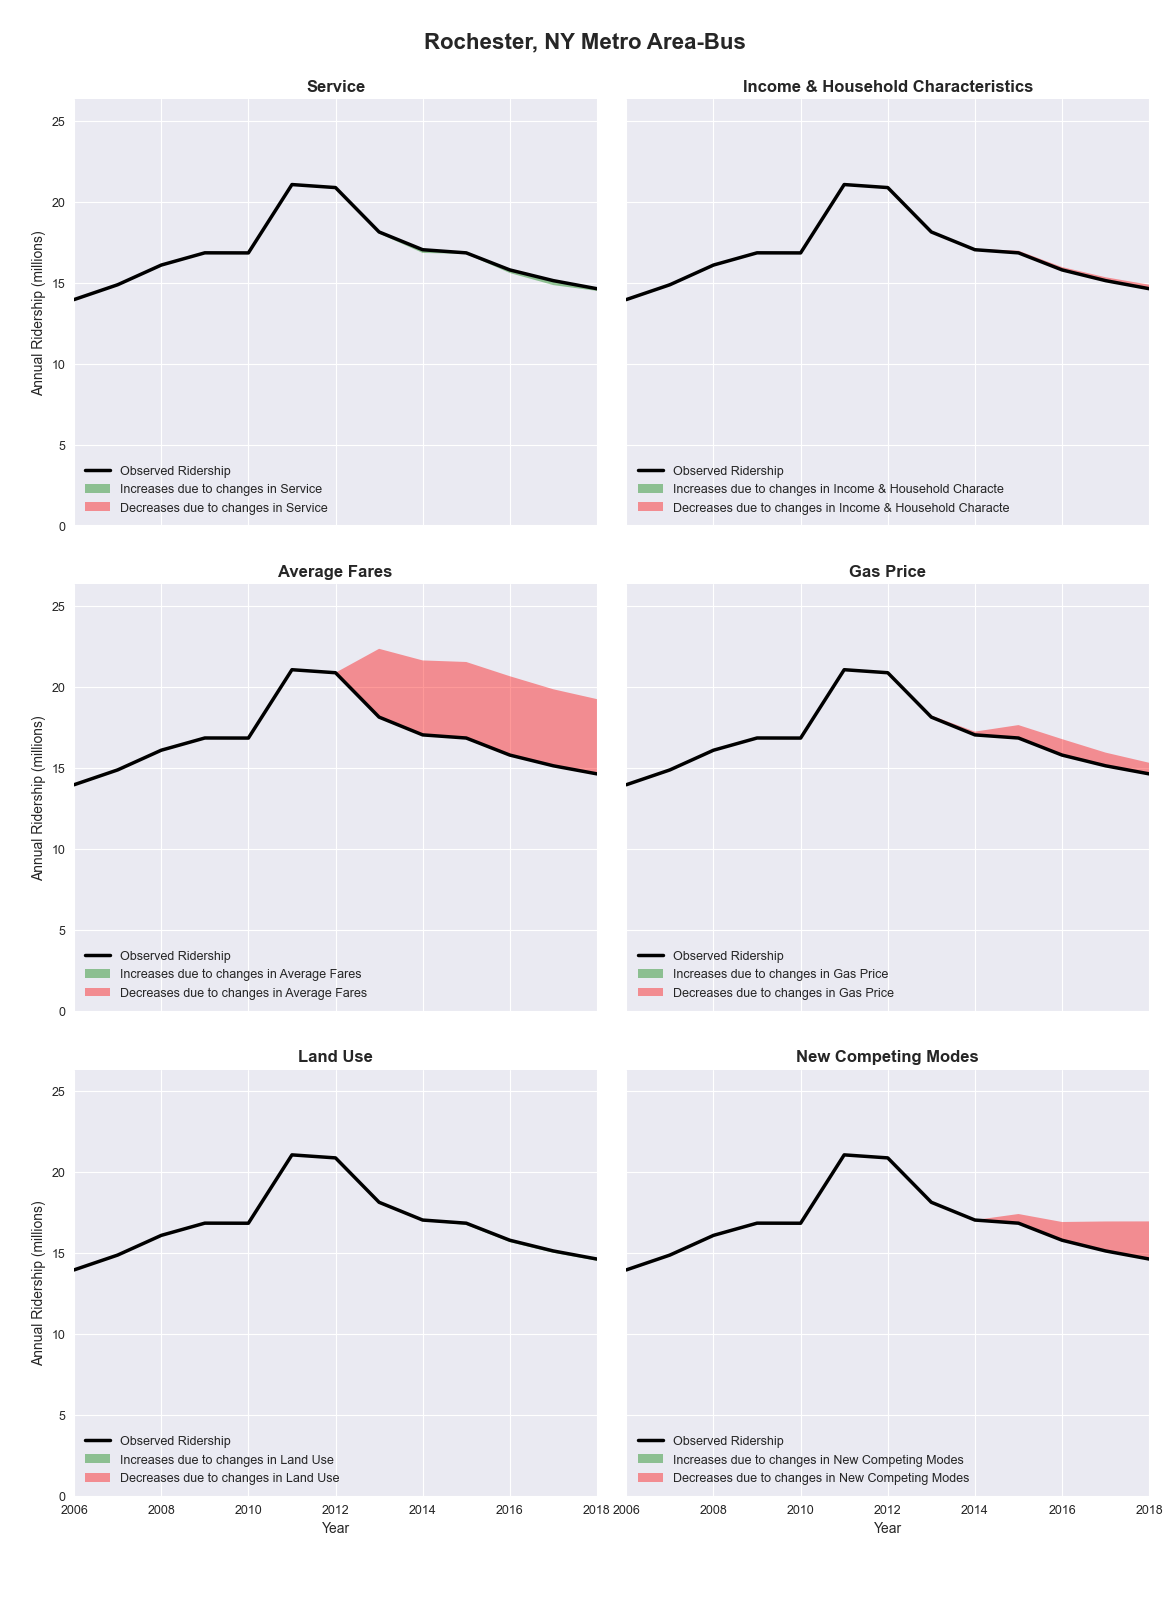 Rochester, NY Metro Area-Bus
Service
Annual Ridership (millions)
25
20
15
10
5
0
Observed Ridership
Increases due to changes in Service
Decreases due to changes in Service
Income & Household Characteristics
Observed Ridership
Increases due to changes in Income & Household Characte
Decreases due to changes in Income & Household Characte
Average Fares
Annual Ridership (millions)
25
20
15
10
5
0
Observed Ridership
Increases due to changes in Average Fares
Decreases due to changes in Average Fares
Gas Price
Observed Ridership
Increases due to changes in Gas Price
Decreases due to changes in Gas Price
Land Use
Annual Ridership (millions)
25
20
15
10
5
0
Observed Ridership
Increases due to changes in Land Use
Decreases due to changes in Land Use
2006 2008 2010 2012 2014 2016 2018
Year
New Competing Modes
Observed Ridership
Increases due to changes in New Competing Modes
Decreases due to changes in New Competing Modes
2006 2008 2010 2012 2014 2016 2018
Year